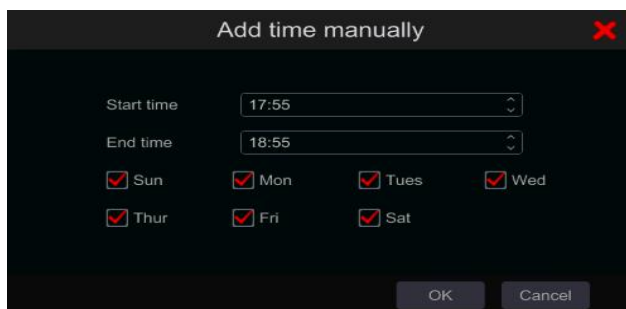 Add time manually
Start time 17:55
End time 18:55
Sun Mon Tues Wed
Thur Fri Sat
OK Cancel